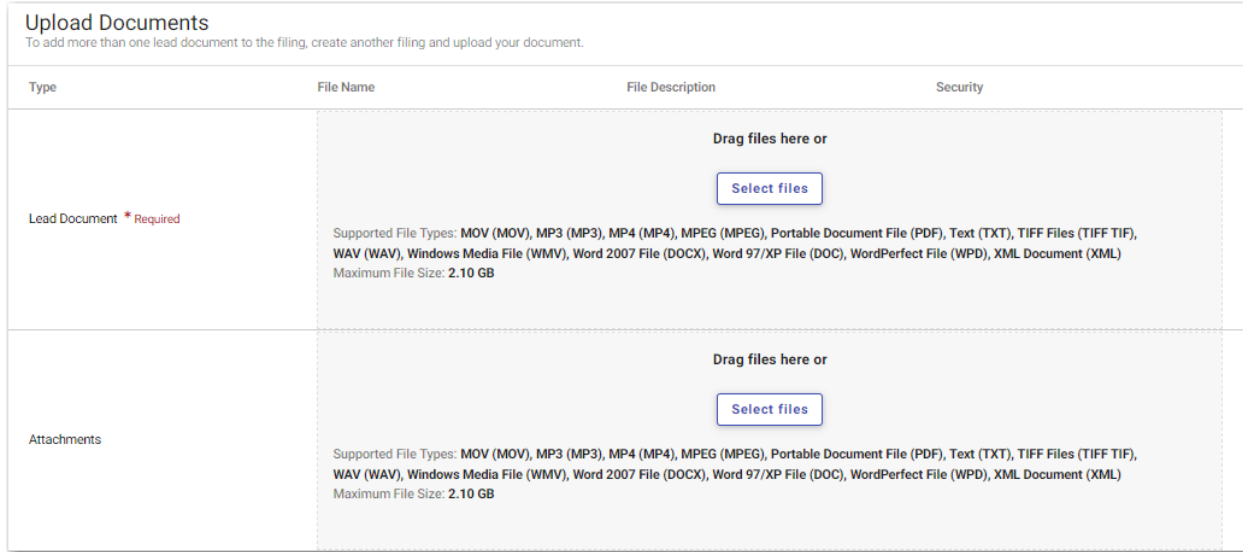 Upload Documents
To add more than one lead document to the filing, create another filing and upload your document.
Type File Name File Description Security
Drag files here or
Select files
Lead Document * Required
Supported File Types: MOV (MOV), MP3 (MP3), MP4 (MP4), MPEG (MPEG), Portable Document File (PDF), Text (TXT), TIFF Files (TIFF TIF),
WAV (WAV), Windows Media File (WMV), Word 2007 File (DOCX), Word 97/XP File (DOC), WordPerfect File (WPD), XML Document (XML)
Maximum File Size: 2.10 GB
Drag files here or
Select files
Attachments
Supported File Types: MOV (MOV), MP3 (MP3), MP4 (MP4), MPEG (MPEG), Portable Document File (PDF), Text (TXT), TIFF Files (TIFF TIF),
WAV (WAV), Windows Media File (WMV), Word 2007 File (DOCX), Word 97/XP File (DOC), WordPerfect File (WPD), XML Document (XML)
Maximum File Size: 2.10 GB